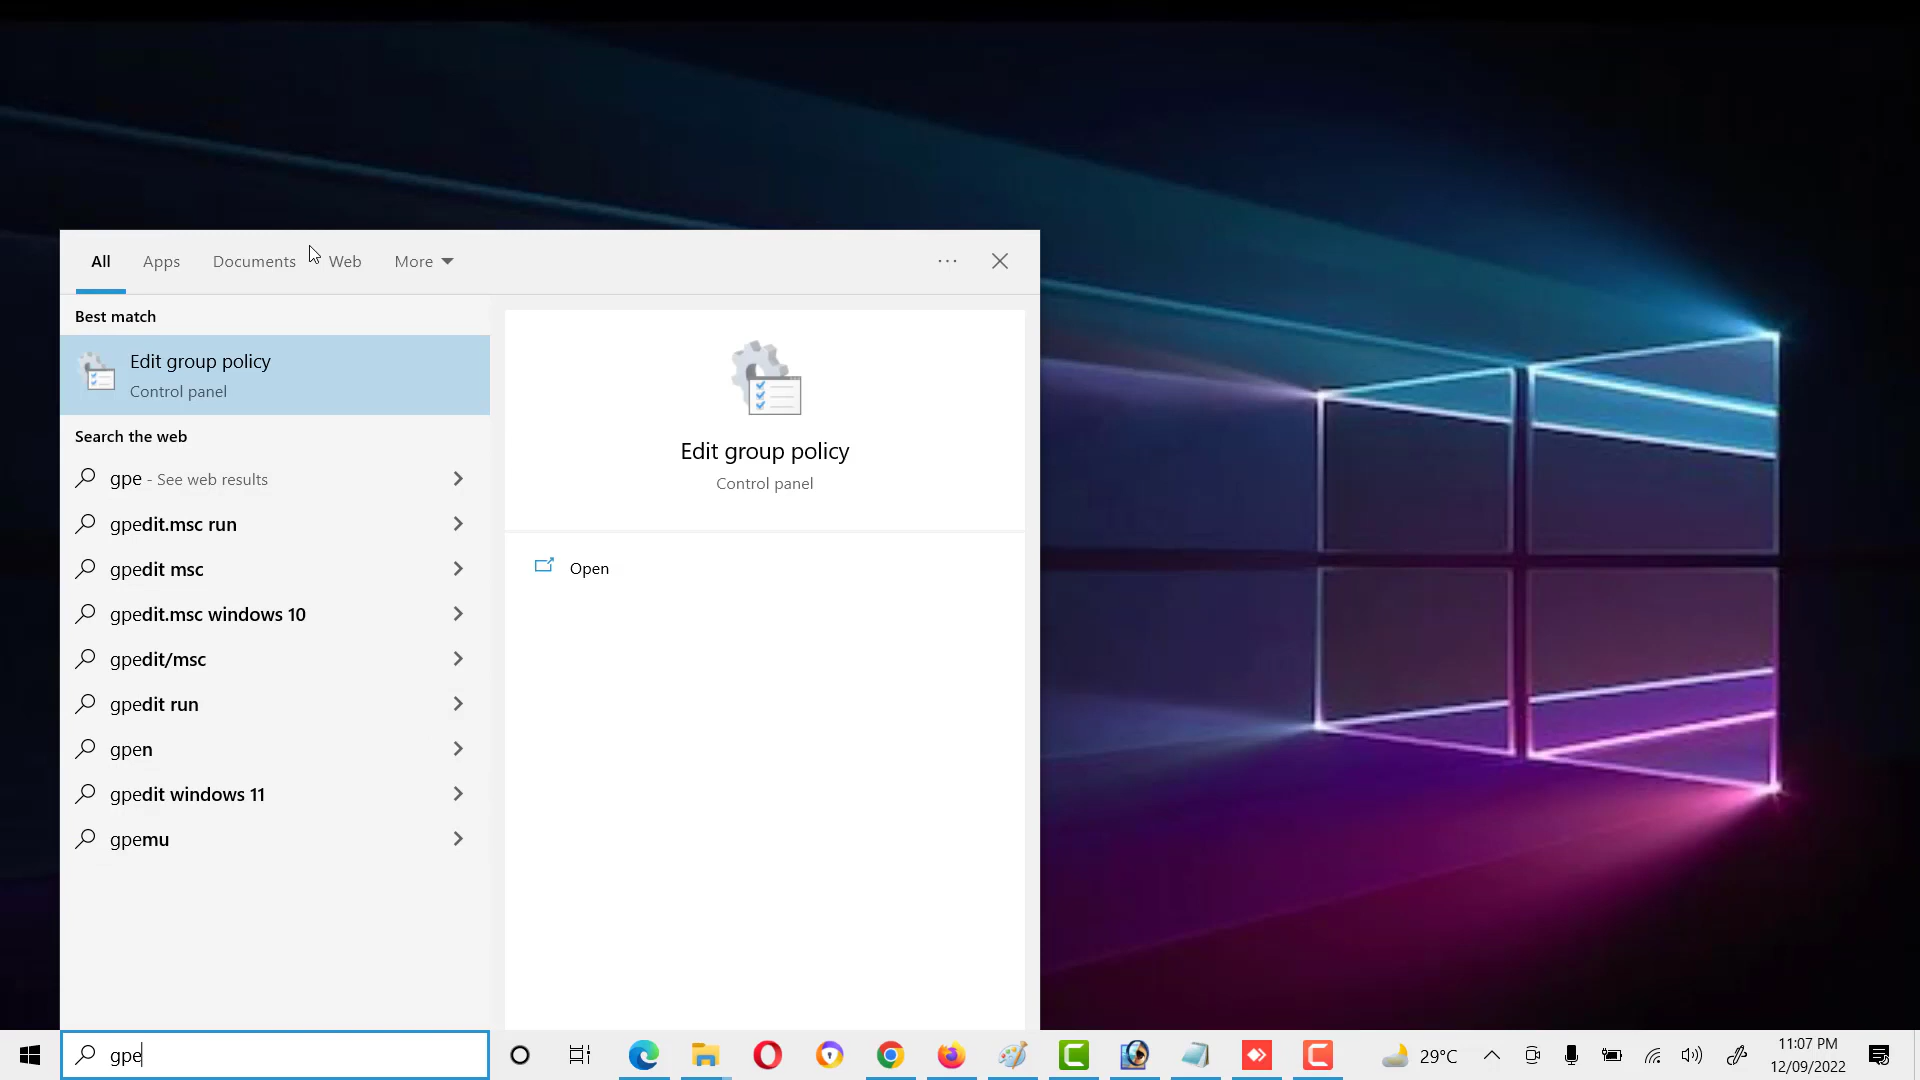 All Apps Documents Web More
Best match
Edit group policy
Control panel
Search the web
gpe - See web results
gpedit.msc run
gpedit msc
gpedit.msc windows 10
gpedit/msc
gpedit run
gpen
gpedit windows 11
gpemu
Edit group policy
Control panel
Open
gpe
29°C
11:07 PM
12/09/2022